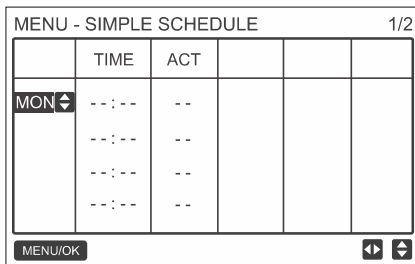 MENU - SIMPLE SCHEDULE 1/2
TIME ACT
MON --:-- --
--:-- --
--:-- --
--:-- --
MENU/OK